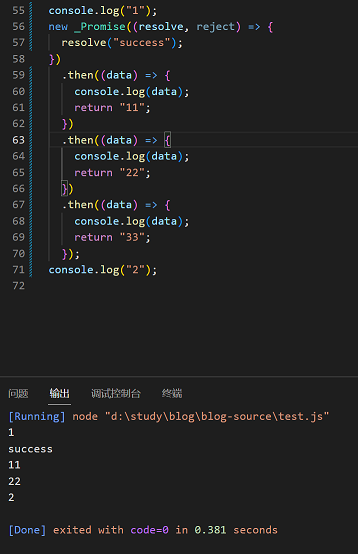 55 console.log("1");
56 new _Promise((resolve, reject) => {
57   resolve("success");
58 })
59   .then((data) => {
60     console.log(data);
61     return "11";
62   })
63   .then((data) => {
64     console.log(data);
65     return "22";
66   })
67   .then((data) => {
68     console.log(data);
69     return "33";
70   });
71 console.log("2");
72
问题 输出 调试控制台 终端
[Running] node "d:\study\blog\blog-source\test.js"
1
success
11
22
2
[Done] exited with code=0 in 0.381 seconds